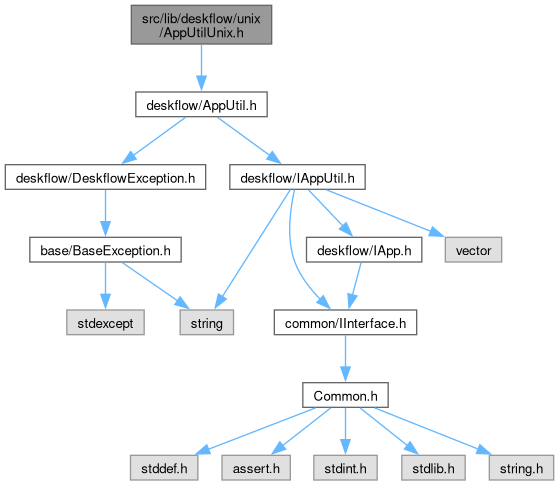 src/lib/deskflow/unix
/AppUtilUnix.h
deskflow/AppUtil.h
deskflow/DeskflowException.h
deskflow/IAppUtil.h
base/BaseException.h
deskflow/IApp.h
vector
stdexcept
string
common/IInterface.h
Common.h
stddef.h
assert.h
stdint.h
stdlib.h
string.h